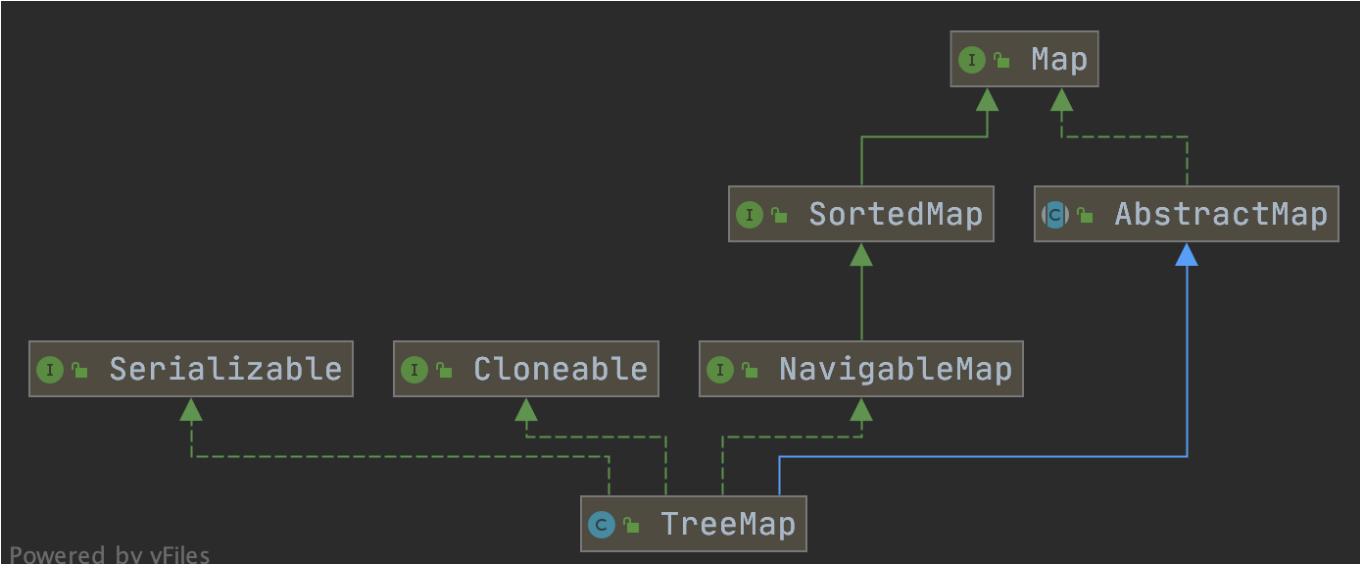 Map
SortedMap
AbstractMap
Serializable
Cloneable
NavigableMap
TreeMap
Powered by yFiles